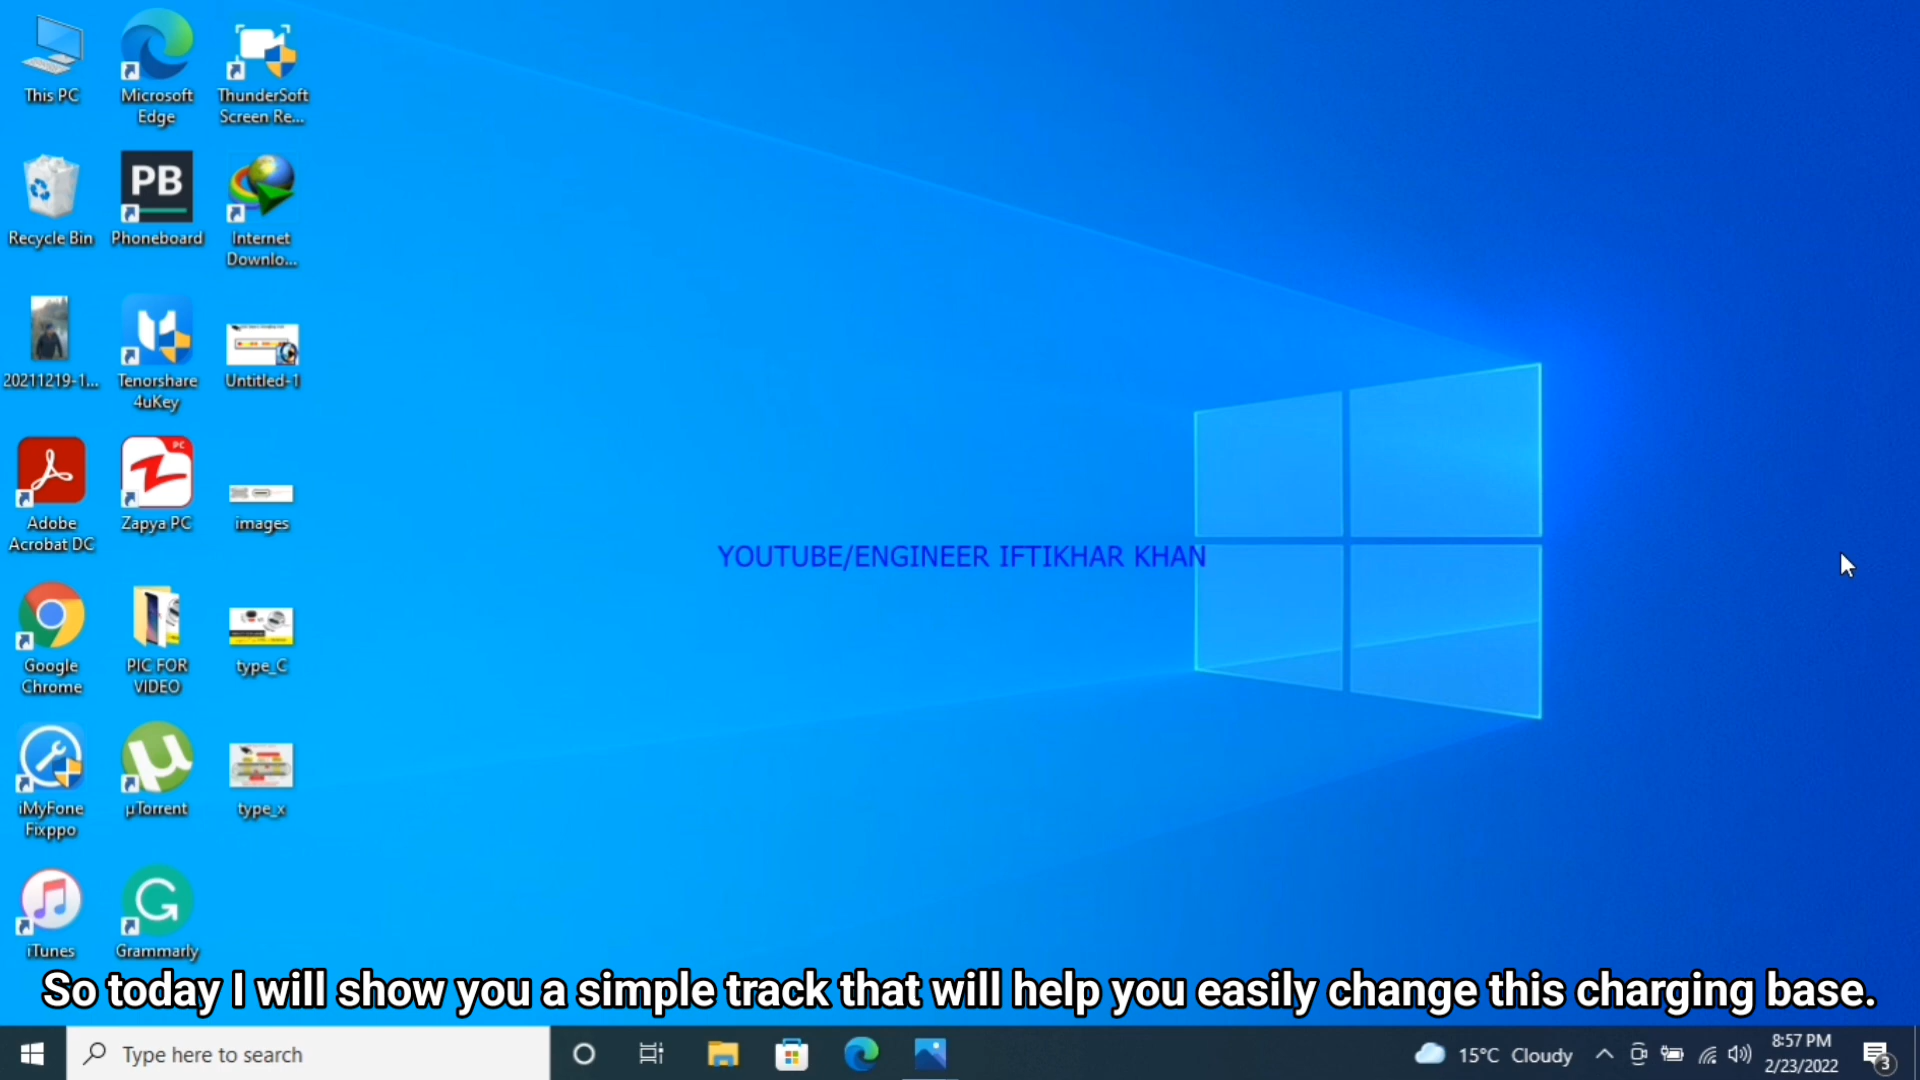 This PC
Microsoft
Edge
ThunderSoft
Screen Re...
Recycle Bin
PB
Phoneboard
Internet
Downlo...
20211219-1...
Tenorshare
4uKey
Untitled-1
Adobe
Acrobat DC
PC
Zapya PC
images
YOUTUBE/ENGINEER IFTIKHAR KHAN
Google
Chrome
PIC FOR
VIDEO
type_C
iMyFone
Fixppo
µTorrent
type_x
iTunes
Grammarly
So today I will show you a simple track that will help you easily change this charging base.
Type here to search
15°C Cloudy
8:57 PM
2/23/2022
3